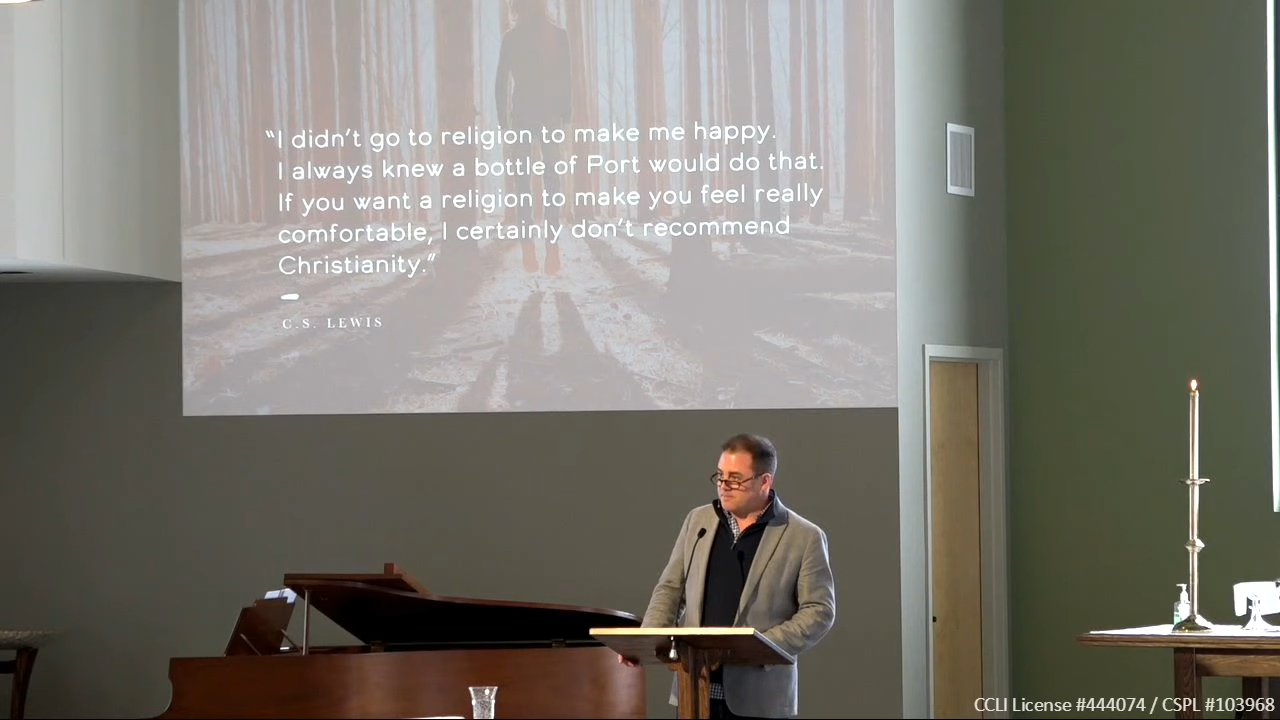 “I didn’t go to religion to make me happy.
I always knew a bottle of Port would do that.
If you want a religion to make you feel really
comfortable, I certainly don’t recommend
Christianity.”
C.S. LEWIS
CCLI License #444074 / CSPL #103968